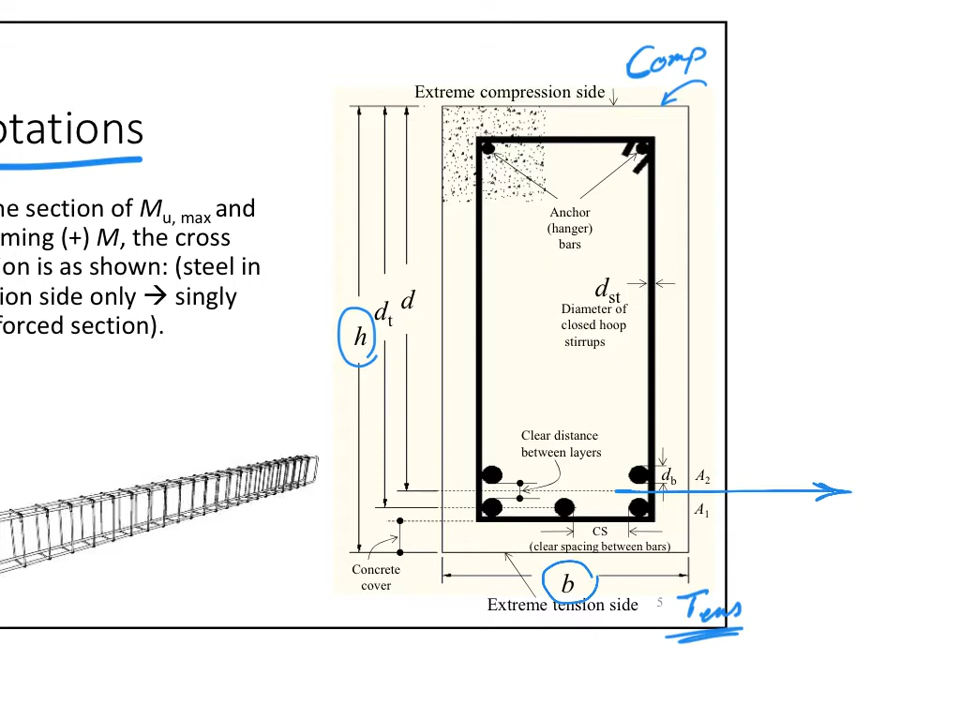 otations
ne section of Mu, max and
ming (+) M, the cross
ion is as shown: (steel in
ion side only → singly
forced section).
Comp
Extreme compression side
Anchor
(hanger)
bars
dst
Diameter of
closed hoop
stirrups
d
dt
h
Clear distance
between layers
db
A2
A1
CS
(clear spacing between bars)
Concrete
cover
b
Extreme tension side
5
Tens